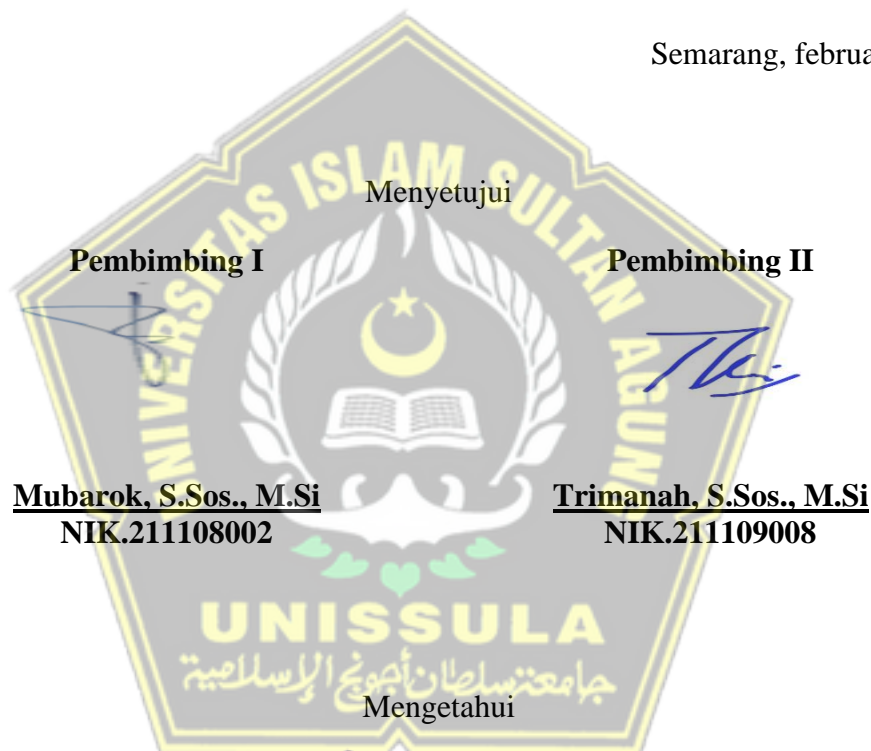 Semarang, februa
UNIVERSITAS ISLAM SULTAN AGUNG
Menyetujui
Pembimbing I Pembimbing II
Mubarok, S.Sos., M.Si Trimanah, S.Sos., M.Si
NIK.211108002 NIK.211109008
UNISSULA
جامعة سلطان أجونج الإسلامية
Mengetahui